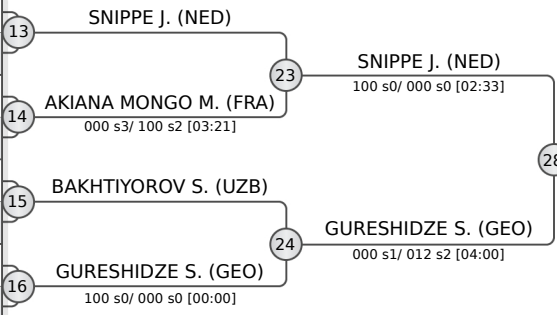 SNIPPE J. (NED)
13
SNIPPE J. (NED)
23
100 s0/ 000 s0 [02:33]
AKIANA MONGO M. (FRA)
14
000 s3/ 100 s2 [03:21]
28
BAKHTIYOROV S. (UZB)
15
GURESHIDZE S. (GEO)
24
000 s1/ 012 s2 [04:00]
GURESHIDZE S. (GEO)
16
100 s0/ 000 s0 [00:00]